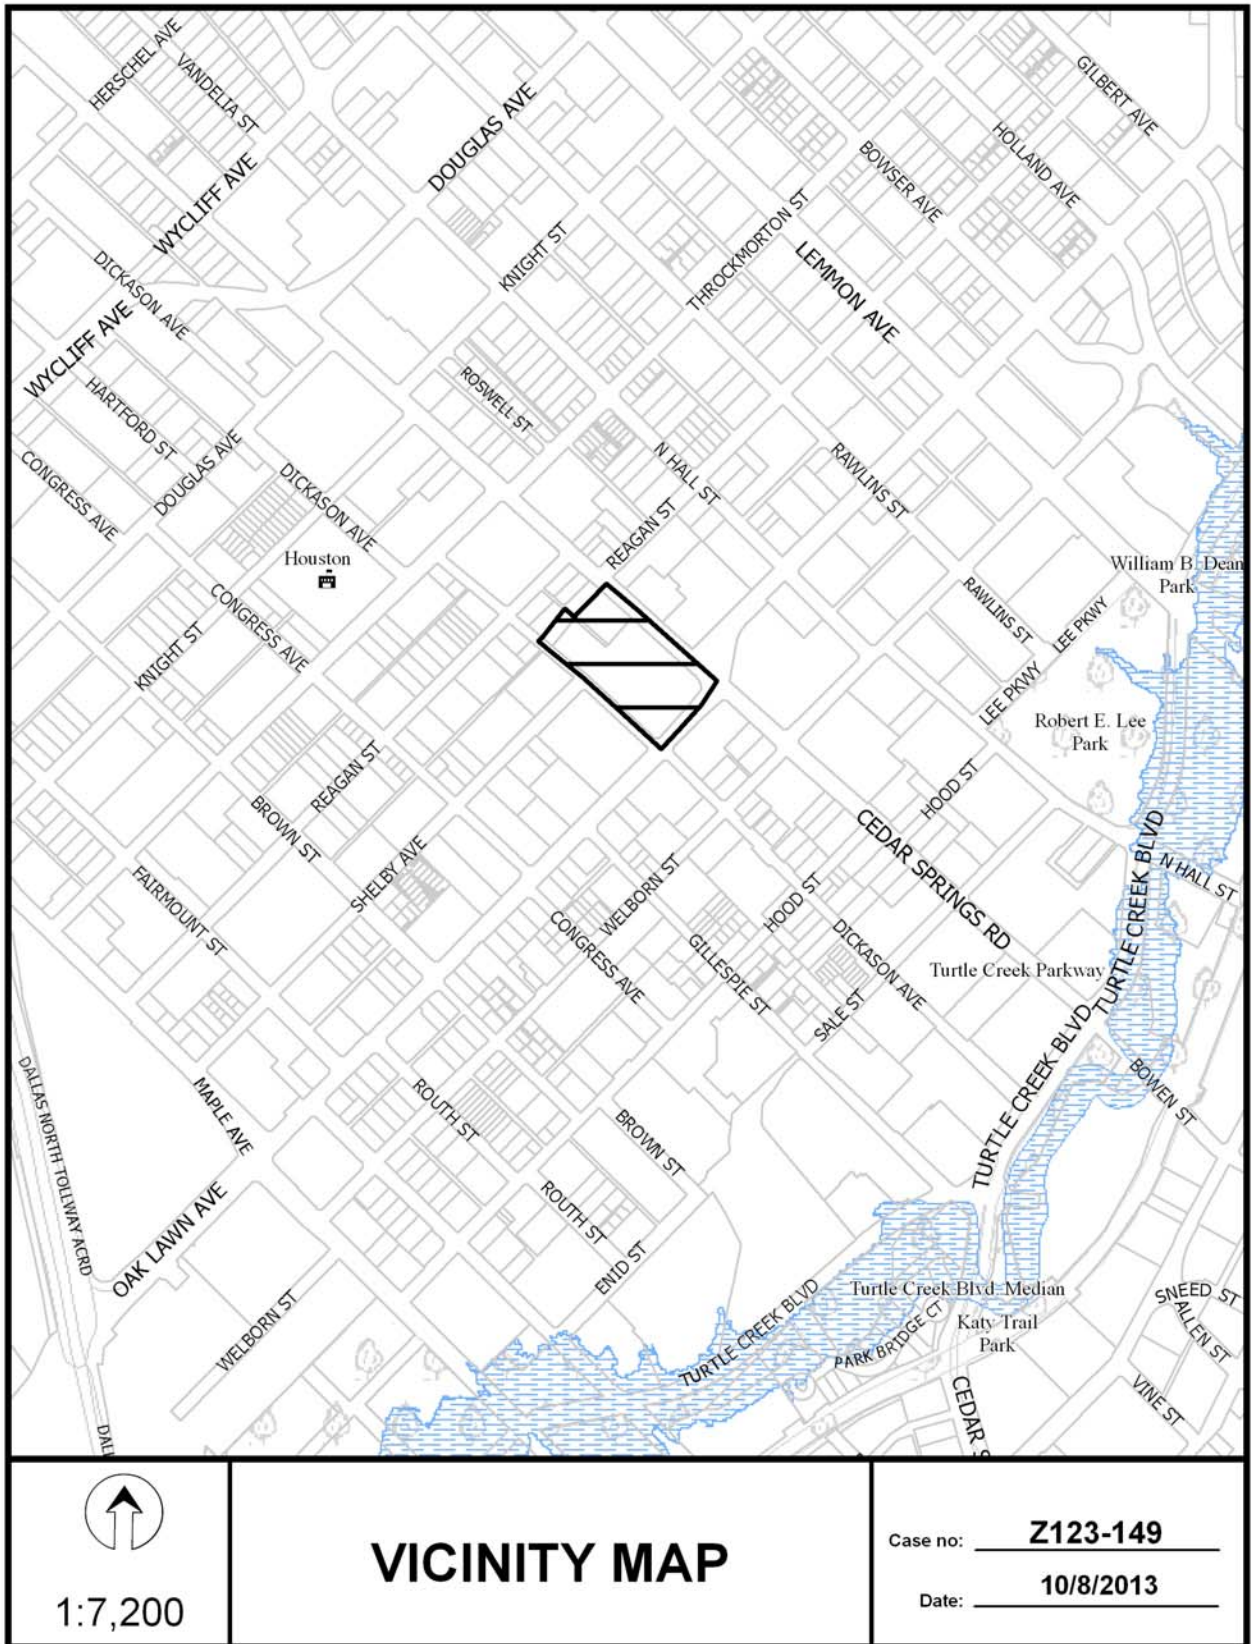 HERSCHEL AVE
VANDELIA ST
GILBERT AVE
DOUGLAS AVE
HOLLAND AVE
BOWSER AVE
WYCLIFF AVE
KNIGHT ST
THROCKMORTON ST
LEMMON AVE
DICKASON AVE
WYCLIFF AVE
ROSWELL ST
HARTFORD ST
DOUGLAS AVE
N HALL ST
RAWLINS ST
CONGRESS AVE
DICKASON AVE
REAGAN ST
Houston
William B. Dean
Park
CONGRESS AVE
RAWLINS ST
LEE PKWY
KNIGHT ST
LEE PKWY
Robert E. Lee
Park
REAGAN ST
HOOD ST
BROWN ST
CEDAR SPRINGS RD
TURTLE CREEK BLVD
N HALL ST
SHELBY AVE
FAIRMOUNT ST
WELBORN ST
HOOD ST
CONGRESS AVE
GILLESPIE ST
DICKASON AVE
Turtle Creek Parkway
SALE ST
TURTLE CREEK BLVD
DALLAS NORTH TOLLWAY ACRD
MAPLE AVE
ROUTH ST
BOWEN ST
BROWN ST
OAK LAWN AVE
ROUTH ST
ENID ST
TURTLE CREEK BLVD
Turtle Creek Blvd Median
SNEED ST
ALLEN ST
WELBORN ST
PARK BRIDGE CT
Katy Trail
Park
VINE ST
CEDAR S
DALL
1:7,200
VICINITY MAP
Case no: Z123-149
Date: 10/8/2013